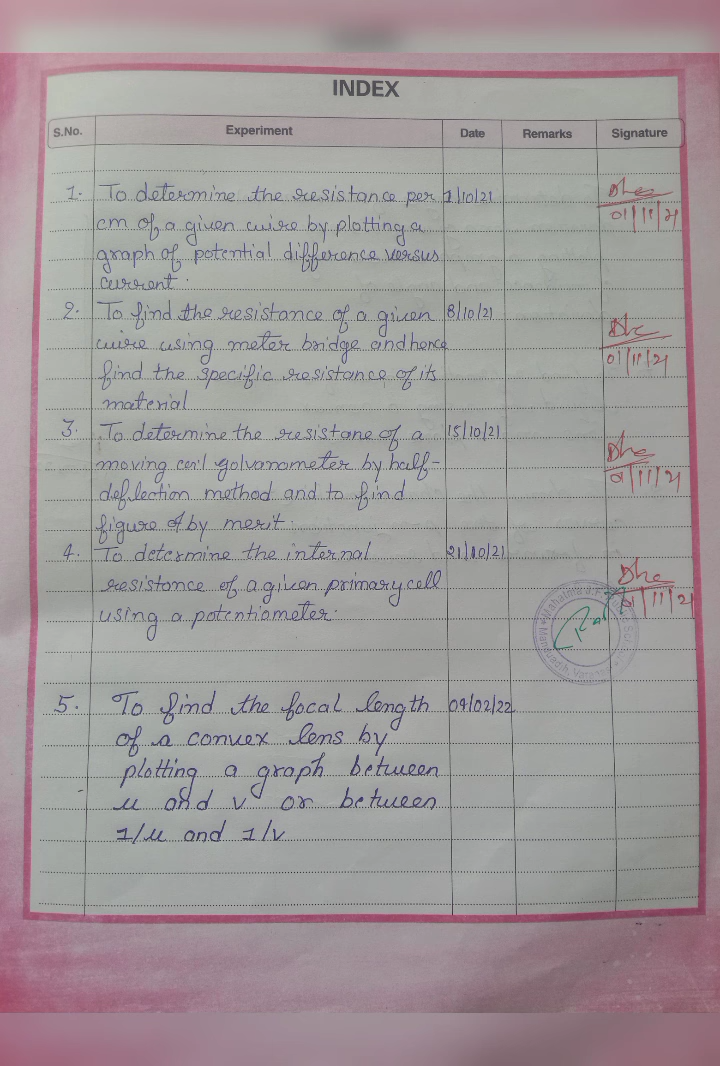 INDEX
S.No. Experiment Date Remarks Signature
1. To determine the resistance per 1/10/21
cm of a given wire by plotting a
graph of potential difference versus
current.
01/11/21
2. To find the resistance of a given 8/10/21
wire using meter bridge and hence
find the specific resistance of its
material
01/11/21
3. To determine the resistane of a 15/10/21
moving coil galvanometer by half-
deflection method and to find
figure of by merit.
01/11/21
4. To determine the internal 21/10/21
resistance of a given primary cell
using a potentiometer.
01/11/21
5. To find the focal length 09/02/22
of a convex lens by
plotting a graph between
u and v or between
1/u and 1/v